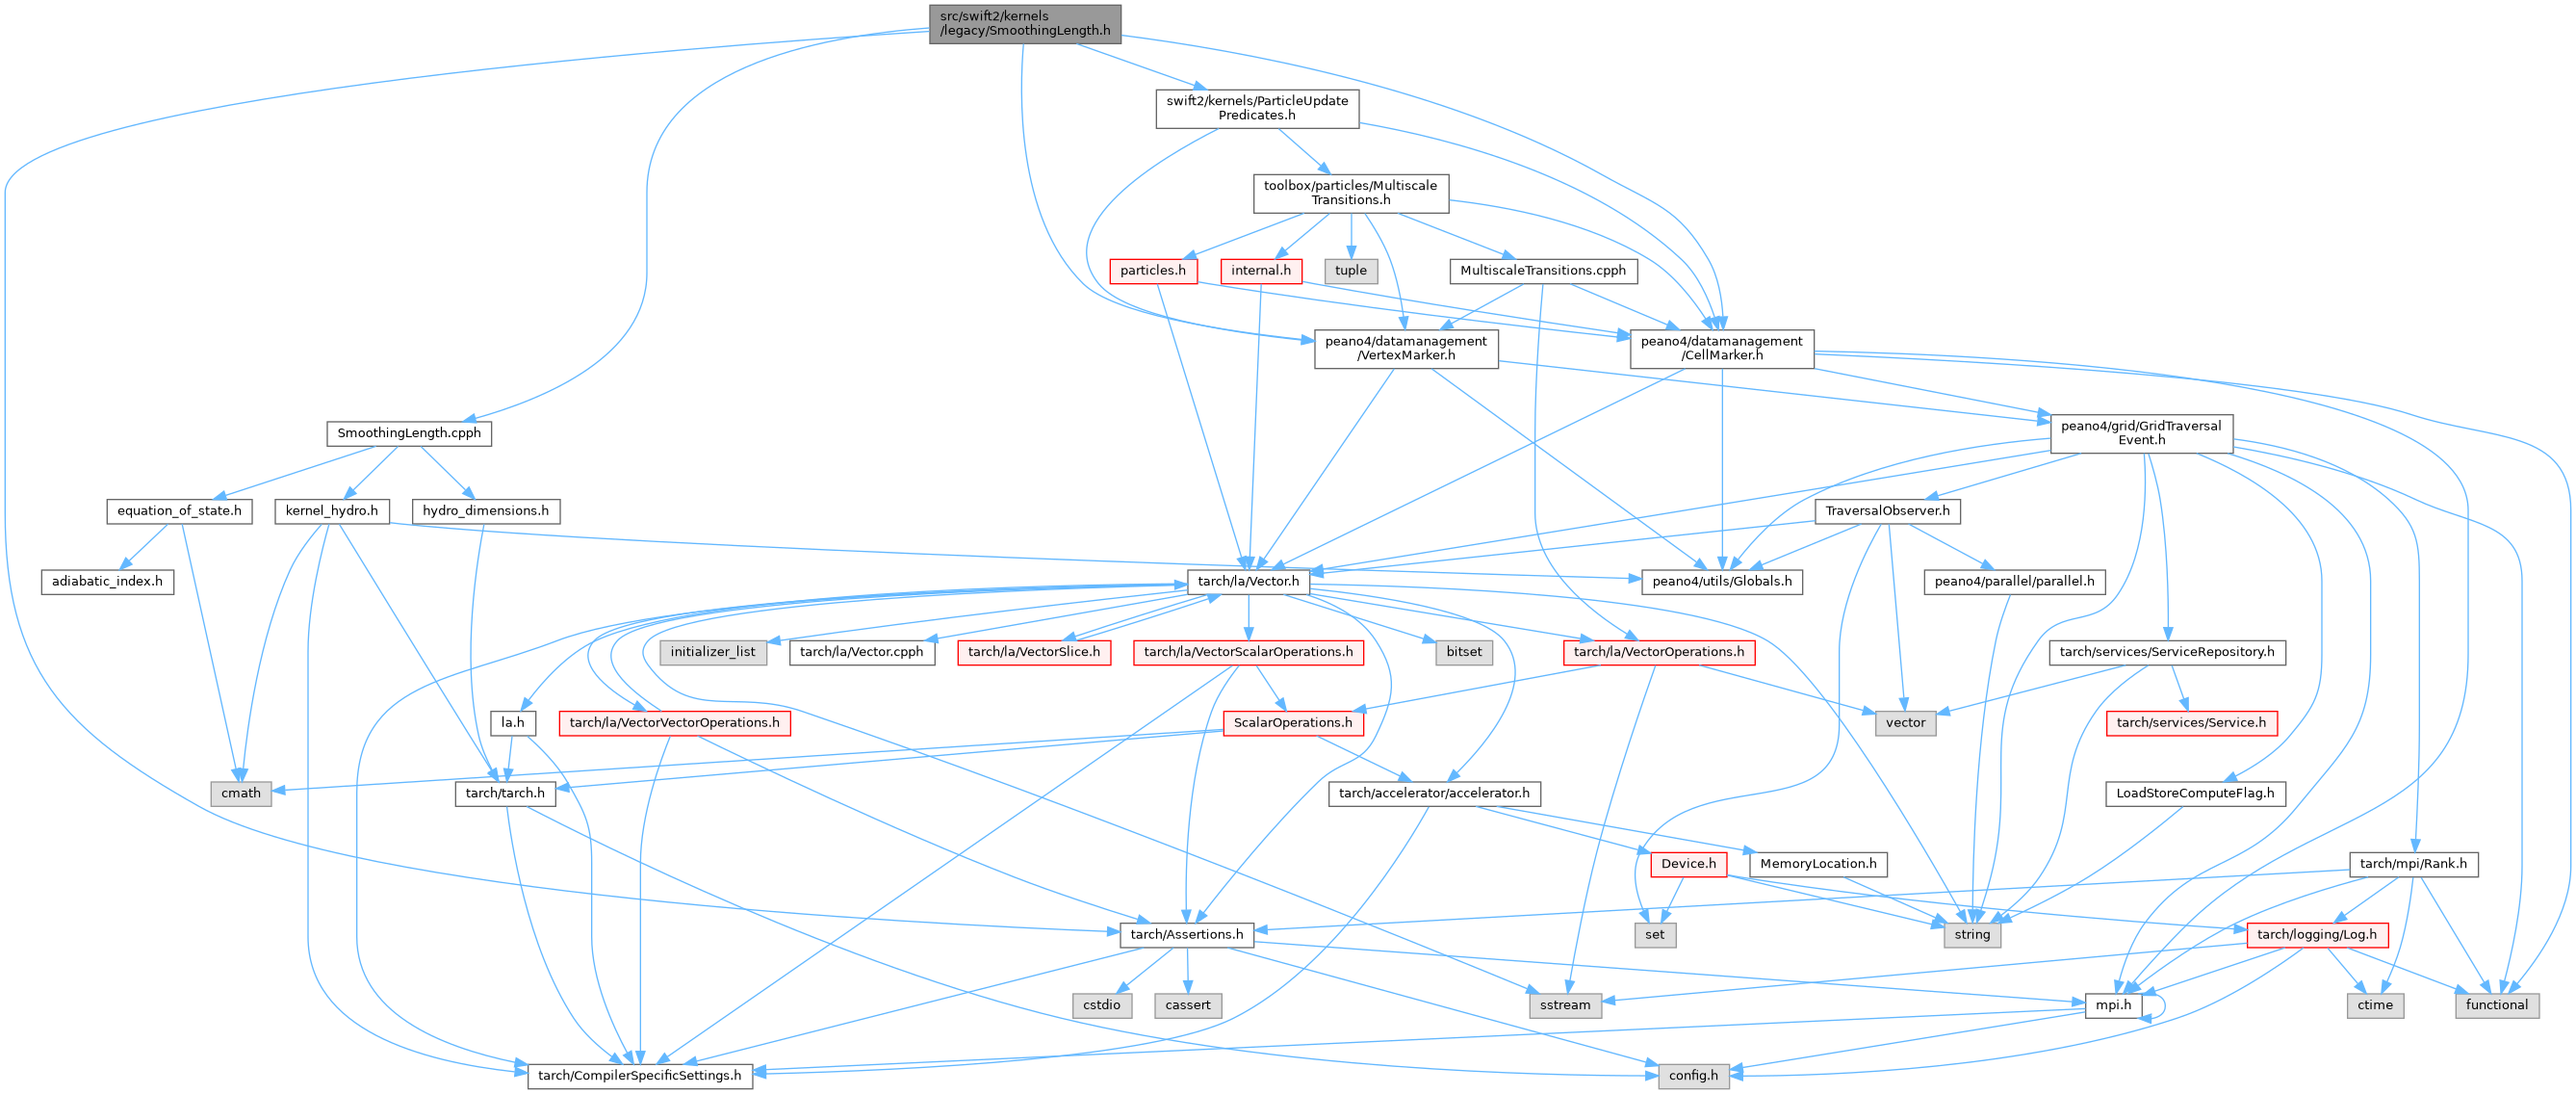 src/swift2/kernels
/legacy/SmoothingLength.h
swift2/kernels/ParticleUpdate
Predicates.h
toolbox/particles/Multiscale
Transitions.h
particles.h
internal.h
tuple
MultiscaleTransitions.cpph
peano4/datamanagement
/VertexMarker.h
peano4/datamanagement
/CellMarker.h
SmoothingLength.cpph
peano4/grid/GridTraversal
Event.h
equation_of_state.h
kernel_hydro.h
hydro_dimensions.h
TraversalObserver.h
adiabatic_index.h
tarch/la/Vector.h
peano4/utils/Globals.h
peano4/parallel/parallel.h
initializer_list
tarch/la/Vector.cpph
tarch/la/VectorSlice.h
tarch/la/VectorScalarOperations.h
bitset
tarch/la/VectorOperations.h
tarch/services/ServiceRepository.h
la.h
tarch/la/VectorVectorOperations.h
ScalarOperations.h
vector
tarch/services/Service.h
cmath
tarch/tarch.h
tarch/accelerator/accelerator.h
LoadStoreComputeFlag.h
Device.h
MemoryLocation.h
tarch/mpi/Rank.h
tarch/Assertions.h
set
string
tarch/logging/Log.h
cstdio
cassert
sstream
mpi.h
ctime
functional
tarch/CompilerSpecificSettings.h
config.h